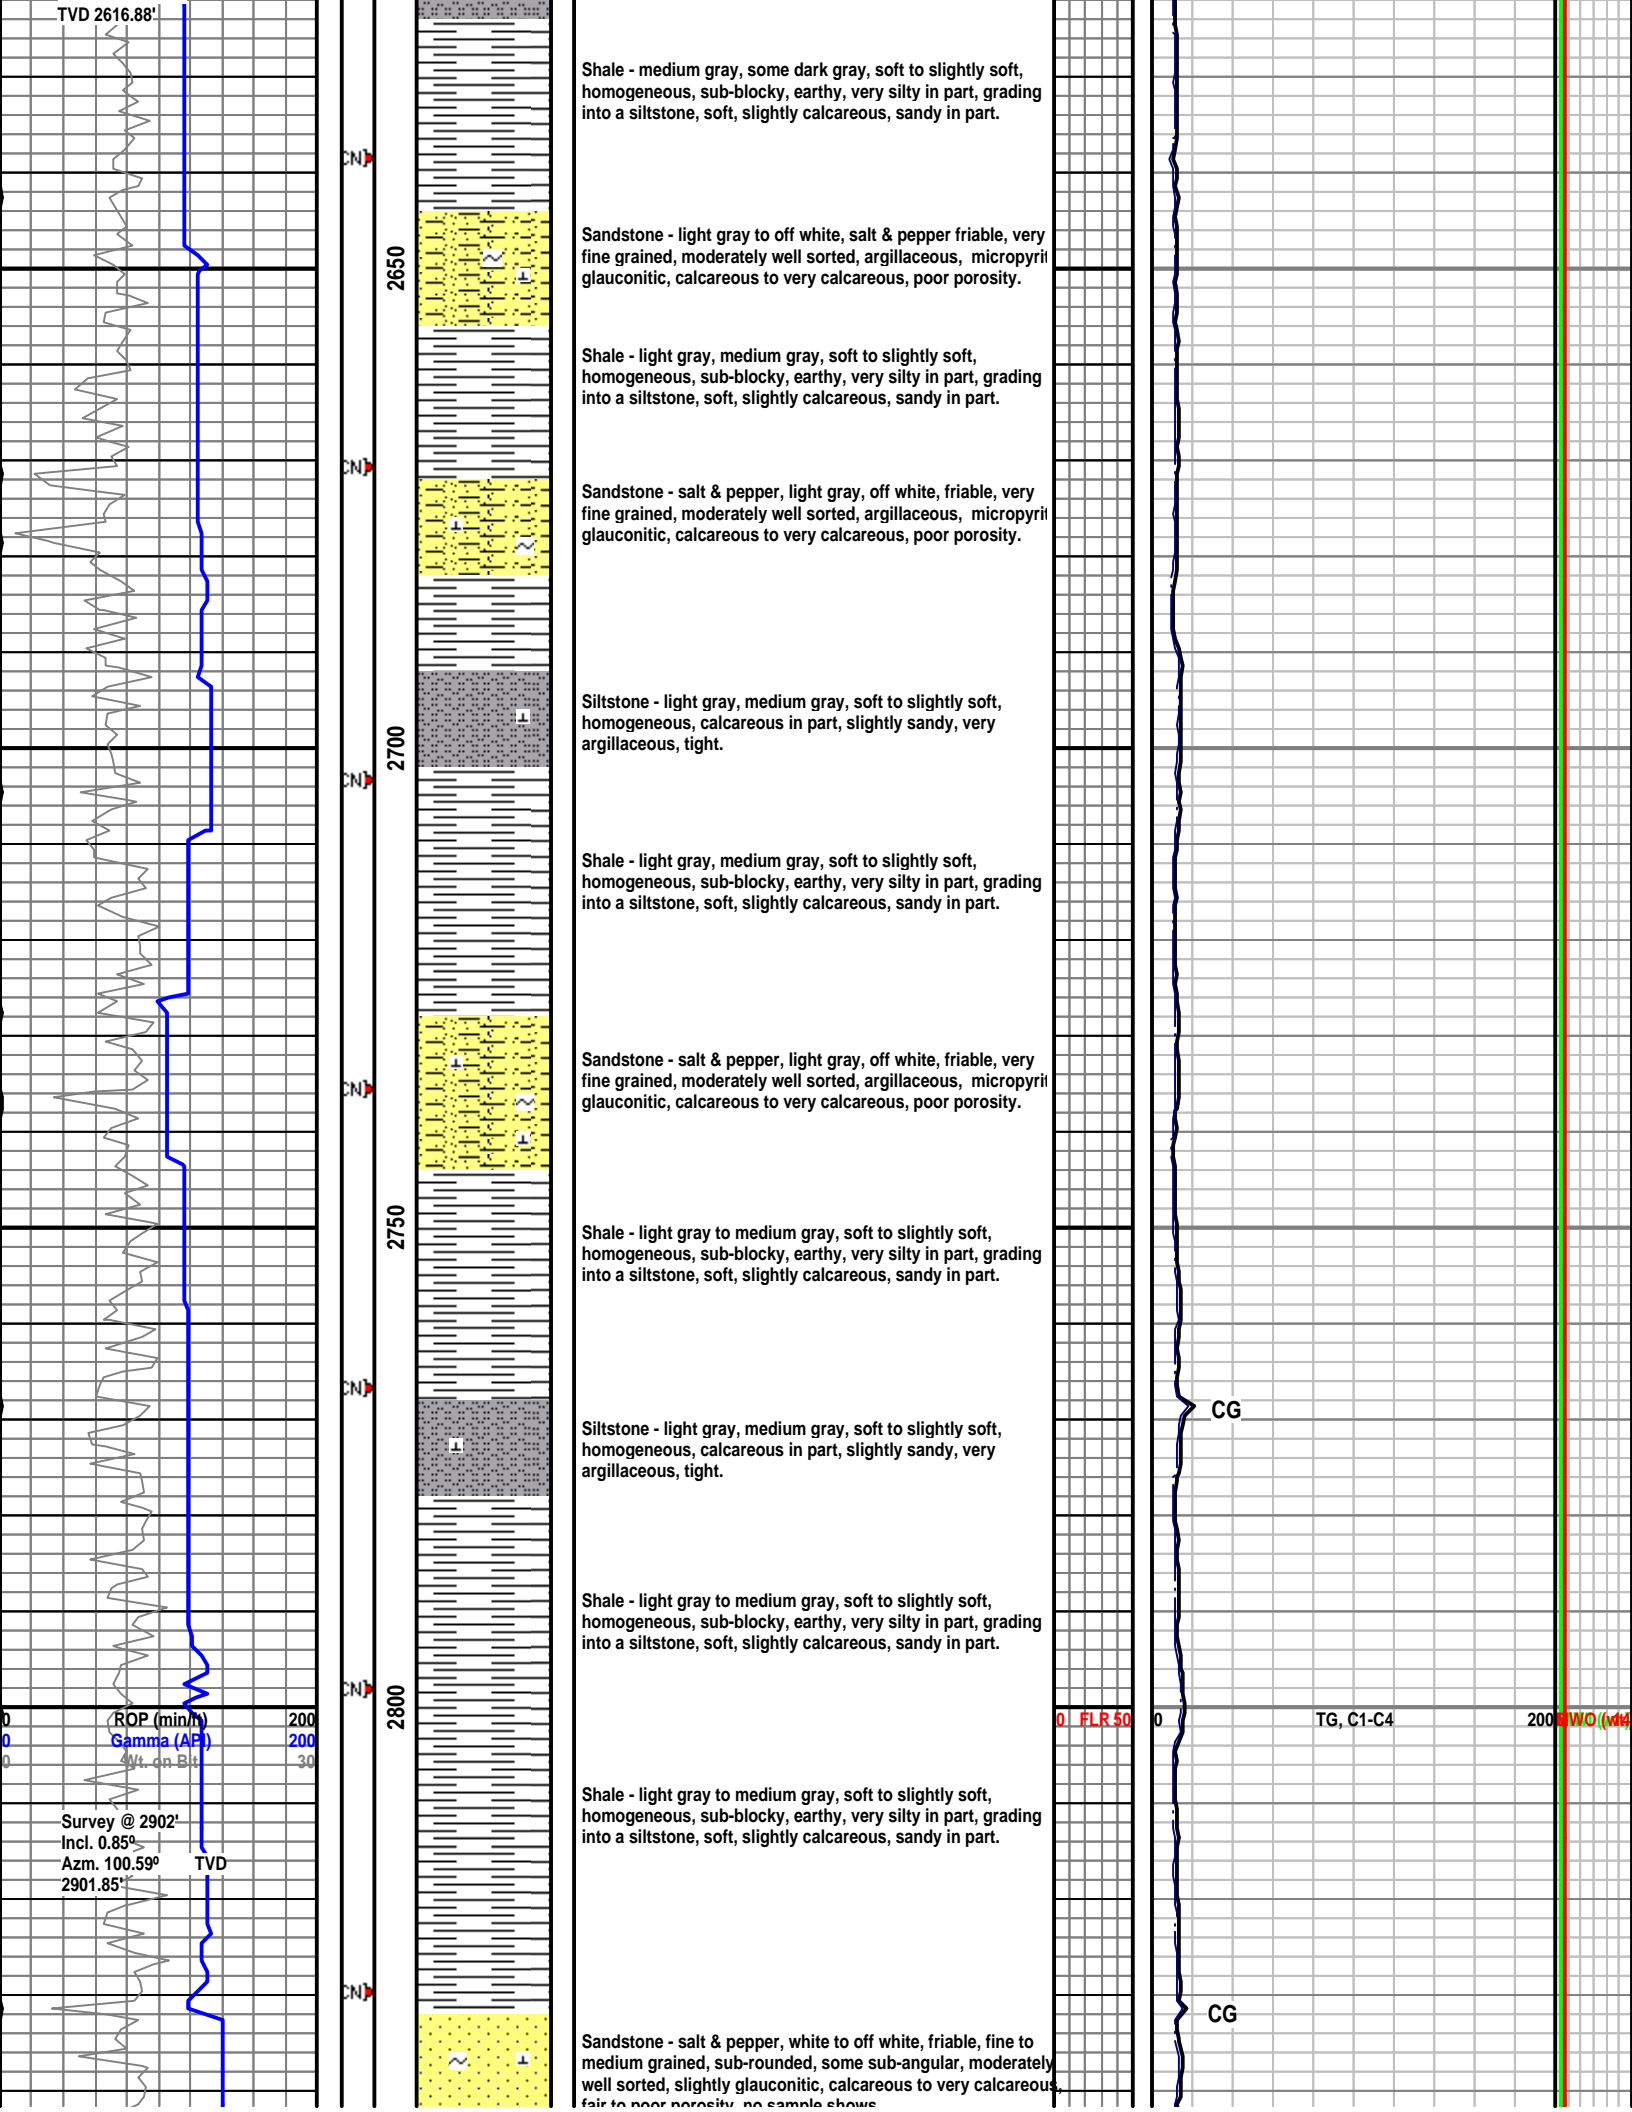 TVD 2616.88'
Shale - medium gray, some dark gray, soft to slightly soft,
homogeneous, sub-blocky, earthy, very silty in part, grading
into a siltstone, soft, slightly calcareous, sandy in part.
CN}
Sandstone - light gray to off white, salt & pepper friable, very
fine grained, moderately well sorted, argillaceous, micropyrit
glauconitic, calcareous to very calcareous, poor porosity.
2650
Shale - light gray, medium gray, soft to slightly soft,
homogeneous, sub-blocky, earthy, very silty in part, grading
into a siltstone, soft, slightly calcareous, sandy in part.
CN}
Sandstone - salt & pepper, light gray, off white, friable, very
fine grained, moderately well sorted, argillaceous, micropyrit
glauconitic, calcareous to very calcareous, poor porosity.
Siltstone - light gray, medium gray, soft to slightly soft,
homogeneous, calcareous in part, slightly sandy, very
argillaceous, tight.
2700
CN}
Shale - light gray, medium gray, soft to slightly soft,
homogeneous, sub-blocky, earthy, very silty in part, grading
into a siltstone, soft, slightly calcareous, sandy in part.
Sandstone - salt & pepper, light gray, off white, friable, very
fine grained, moderately well sorted, argillaceous, micropyrit
glauconitic, calcareous to very calcareous, poor porosity.
CN}
2750
Shale - light gray to medium gray, soft to slightly soft,
homogeneous, sub-blocky, earthy, very silty in part, grading
into a siltstone, soft, slightly calcareous, sandy in part.
CN}
CG
Siltstone - light gray, medium gray, soft to slightly soft,
homogeneous, calcareous in part, slightly sandy, very
argillaceous, tight.
Shale - light gray to medium gray, soft to slightly soft,
homogeneous, sub-blocky, earthy, very silty in part, grading
into a siltstone, soft, slightly calcareous, sandy in part.
CN}
2800
0 ROP (min/ft) 200
0 Gamma (API) 200
0 Wt. on Bit 30
0 FLR 50
0 TG, C1-C4 200
Shale - light gray to medium gray, soft to slightly soft,
homogeneous, sub-blocky, earthy, very silty in part, grading
into a siltstone, soft, slightly calcareous, sandy in part.
Survey @ 2902'
Incl. 0.85º
Azm. 100.59º TVD
2901.85'
CN}
CG
Sandstone - salt & pepper, white to off white, friable, fine to
medium grained, sub-rounded, some sub-angular, moderately
well sorted, slightly glauconitic, calcareous to very calcareous,
fair to poor porosity, no sample shows